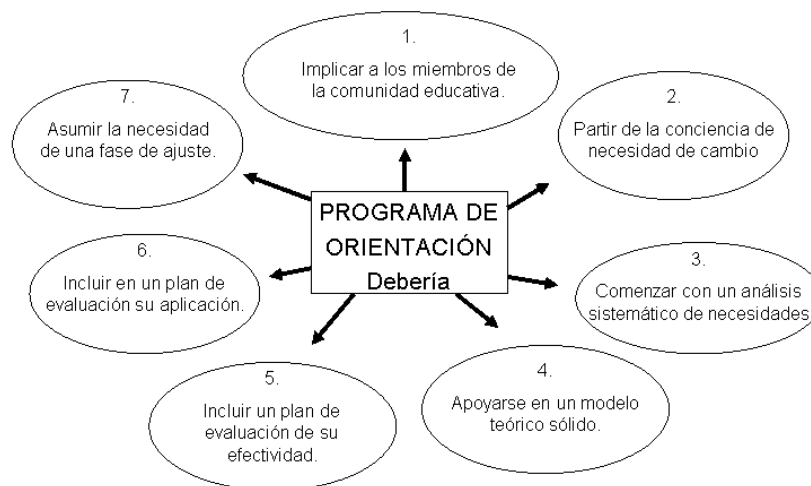 1.
Implicar a los miembros de
la comunidad educativa.
2.
Partir de la conciencia de
necesidad de cambio
3.
Comenzar con un análisis
sistemático de necesidades
4.
Apoyarse en un modelo
teórico sólido.
5.
Incluir un plan de
evaluación de su
efectividad.
6.
Incluir en un plan de
evaluación su aplicación.
7.
Asumir la necesidad
de una fase de ajuste.
PROGRAMA DE
ORIENTACIÓN
Debería